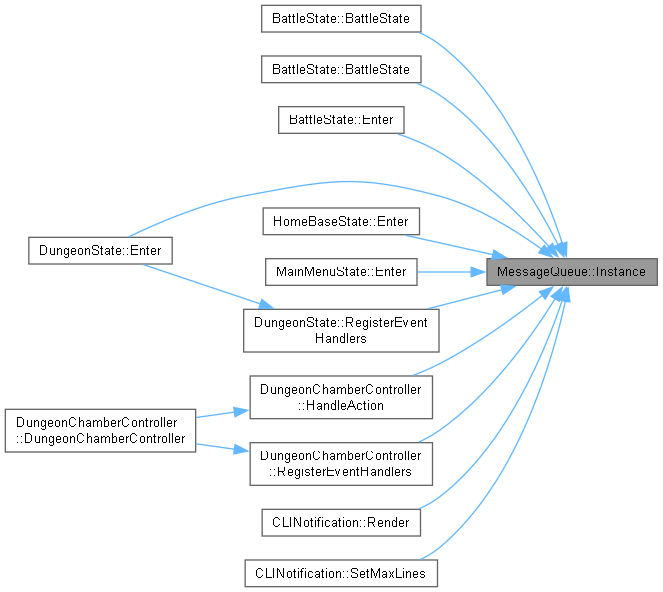 BattleState::BattleState
BattleState::BattleState
BattleState::Enter
HomeBaseState::Enter
DungeonState::Enter
MessageQueue::Instance
MainMenuState::Enter
DungeonState::RegisterEvent
Handlers
DungeonChamberController
::HandleAction
DungeonChamberController
::DungeonChamberController
DungeonChamberController
::RegisterEventHandlers
CLINotification::Render
CLINotification::SetMaxLines